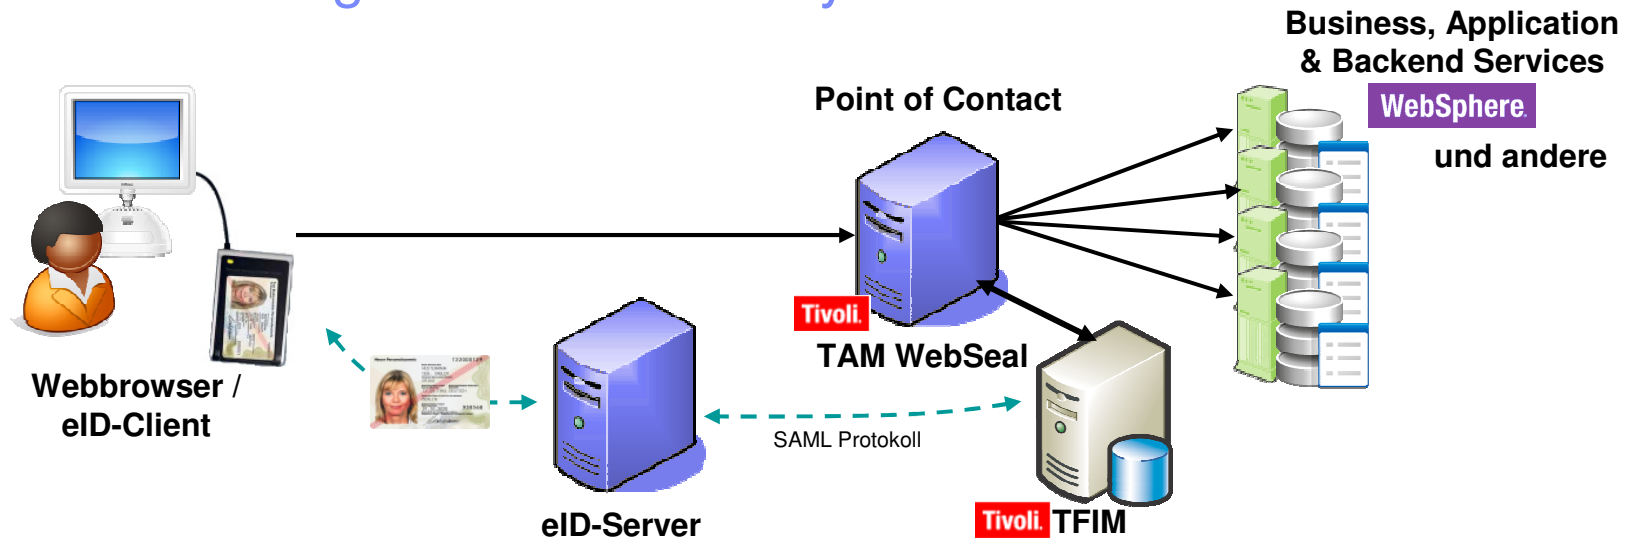 Business, Application
& Backend Services
WebSphere.
und andere
Point of Contact
Tivoli.
TAM WebSeal
Webbrowser /
eID-Client
SAML Protokoll
eID-Server
Tivoli. TFIM